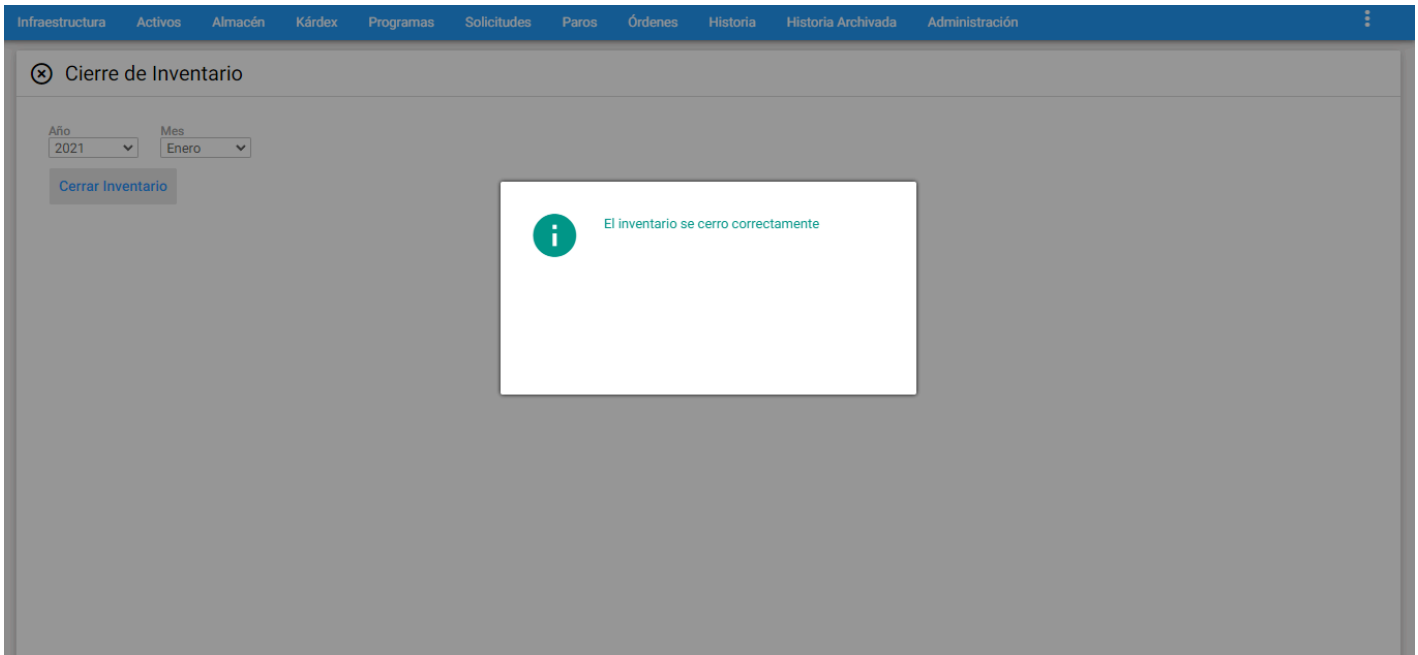 Infraestructura Activos Almacén Kárdex Programas Solicitudes Paros Órdenes Historia Historia Archivada Administración
Cierre de Inventario
Año Mes
2021 Enero
Cerrar Inventario
El inventario se cerro correctamente